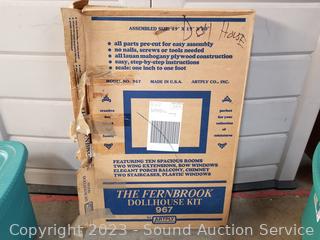 Doll House
ASSEMBLED SIZE
• all parts pre-cut for easy assembly
• no nails, screws or tools needed
• all lauan mahogany plywood construction
• easy, step-by-step instructions
• scale: one inch to one foot
MODEL NO. 967 MADE IN U.S.A. ARTPLY CO., INC.
FEATURING TEN SPACIOUS ROOMS
TWO WING EXTENSIONS, BOW WINDOWS
ELEGANT PORCH BALCONY, CHIMNEY
TWO STAIRCASES, PLASTIC WINDOWS
THE FERNBROOK
DOLLHOUSE KIT
967
ARTPLY
Copyright 2023 - Sound Auction Service